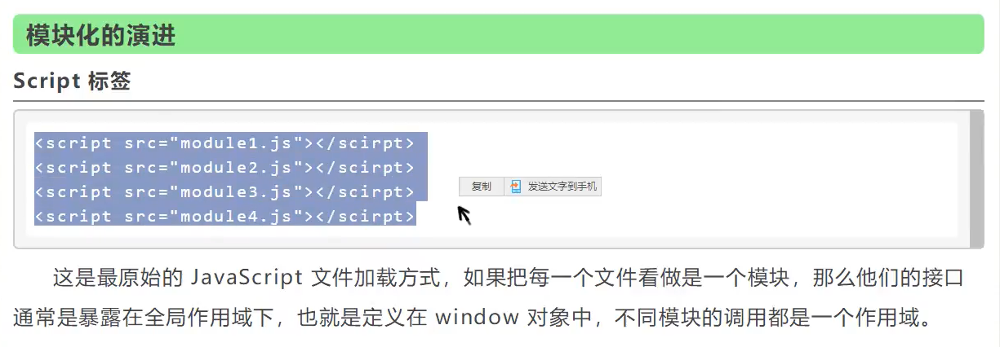 模块化的演进
Script 标签
<script src="module1.js"></scirpt>
<script src="module2.js"></scirpt>
<script src="module3.js"></scirpt>
<script src="module4.js"></scirpt>
复制 发送文字到手机
这是最原始的 JavaScript 文件加载方式，如果把每一个文件看做是一个模块，那么他们的接口
通常是暴露在全局作用域下，也就是定义在 window 对象中，不同模块的调用都是一个作用域。